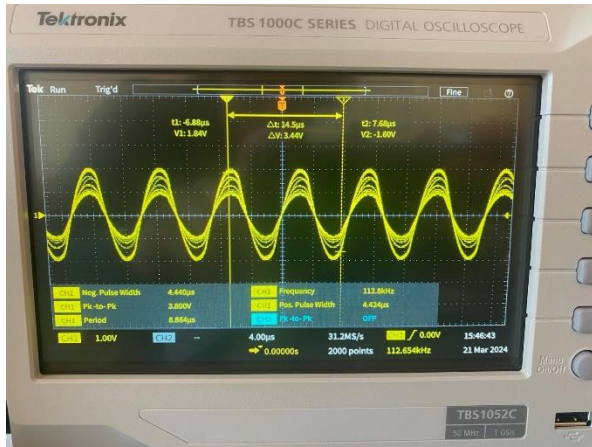 Tektronix TBS 1000C SERIES DIGITAL OSCILLOSCOPE
Tek Run Trig'd Fine
t1: -6.88µs Δt: 14.5µs t2: 7.68µs
V1: 1.84V ΔV: 3.44V V2: -1.60V
1
CH1 Neg. Pulse Width 4.440µs CH1 Frequency 112.8kHz
CH1 Pk-to-Pk 3.800V CH1 Pos. Pulse Width 4.424µs
CH1 Period 8.864µs Pk-to-Pk OFF
CH1 1.00V CH2 -- 4.00µs 31.2MS/s 0.00V 15:46:43
0.00000s 2000 points 112.654kHz 21 Mar 2024
Menu
On/Off
TBS1052C
50 MHz 1 GS/s